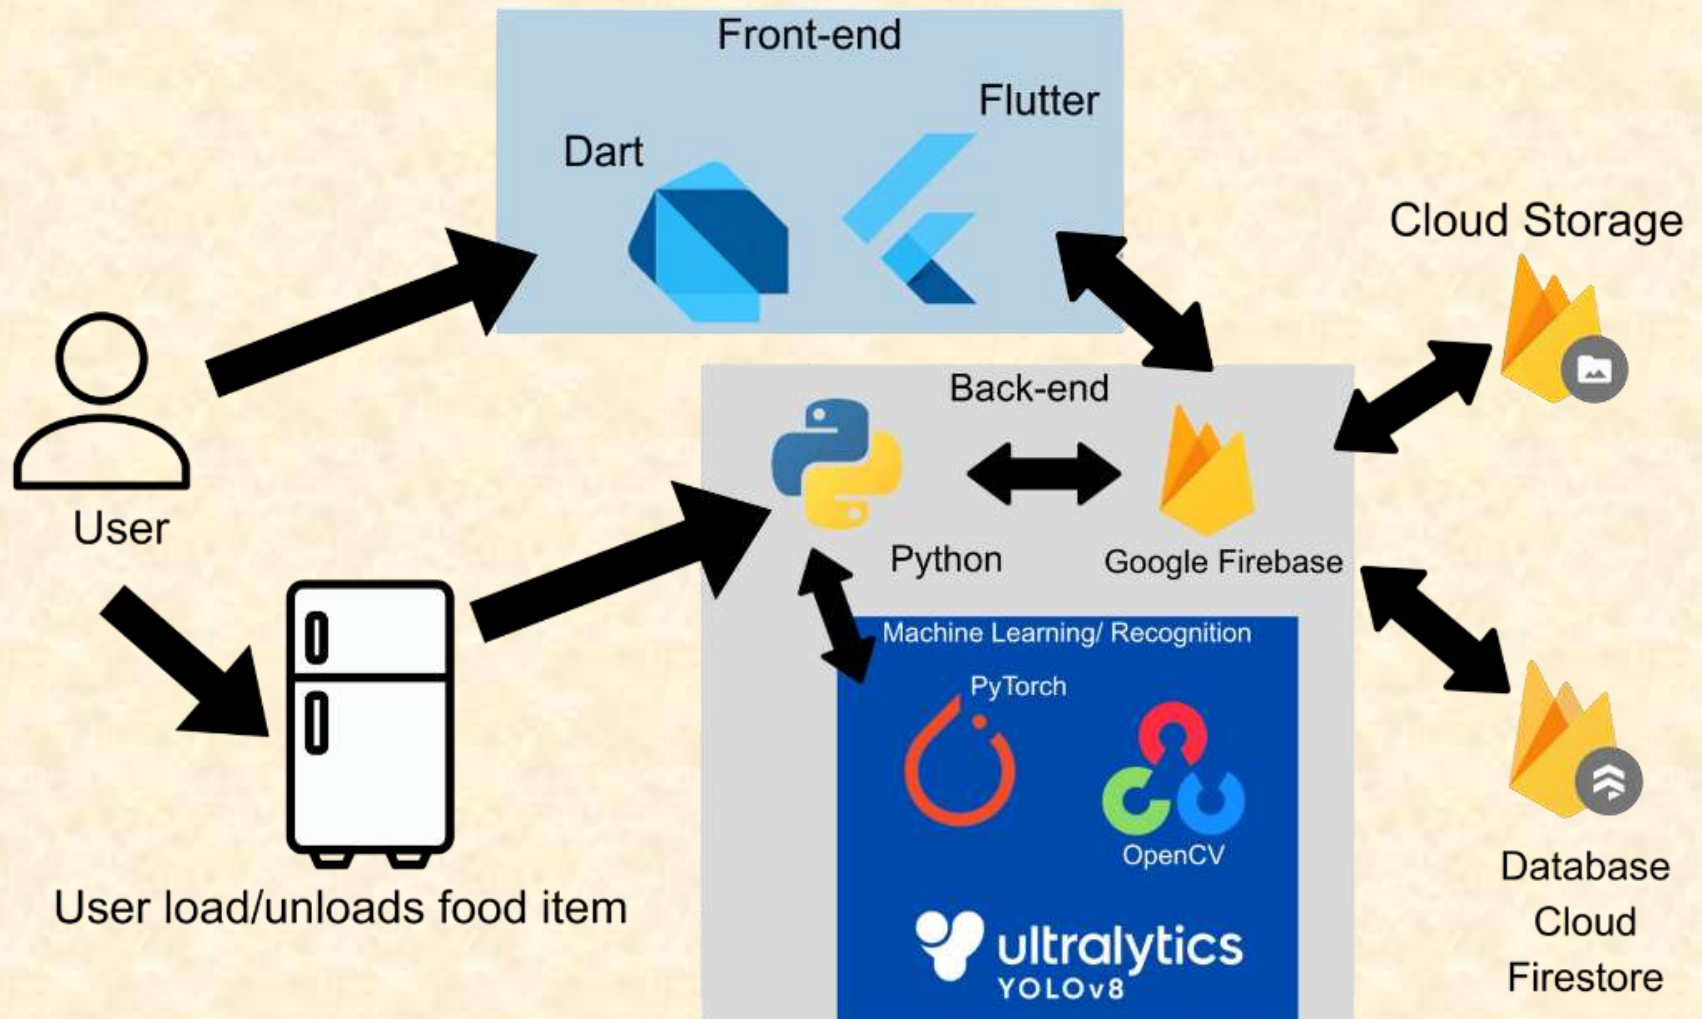 Front-end
Flutter
Dart
Cloud Storage
User
Back-end
Python
Google Firebase
Machine Learning/ Recognition
PyTorch
OpenCV
ultralytics
YOLOv8
User load/unloads food item
Database
Cloud
Firestore